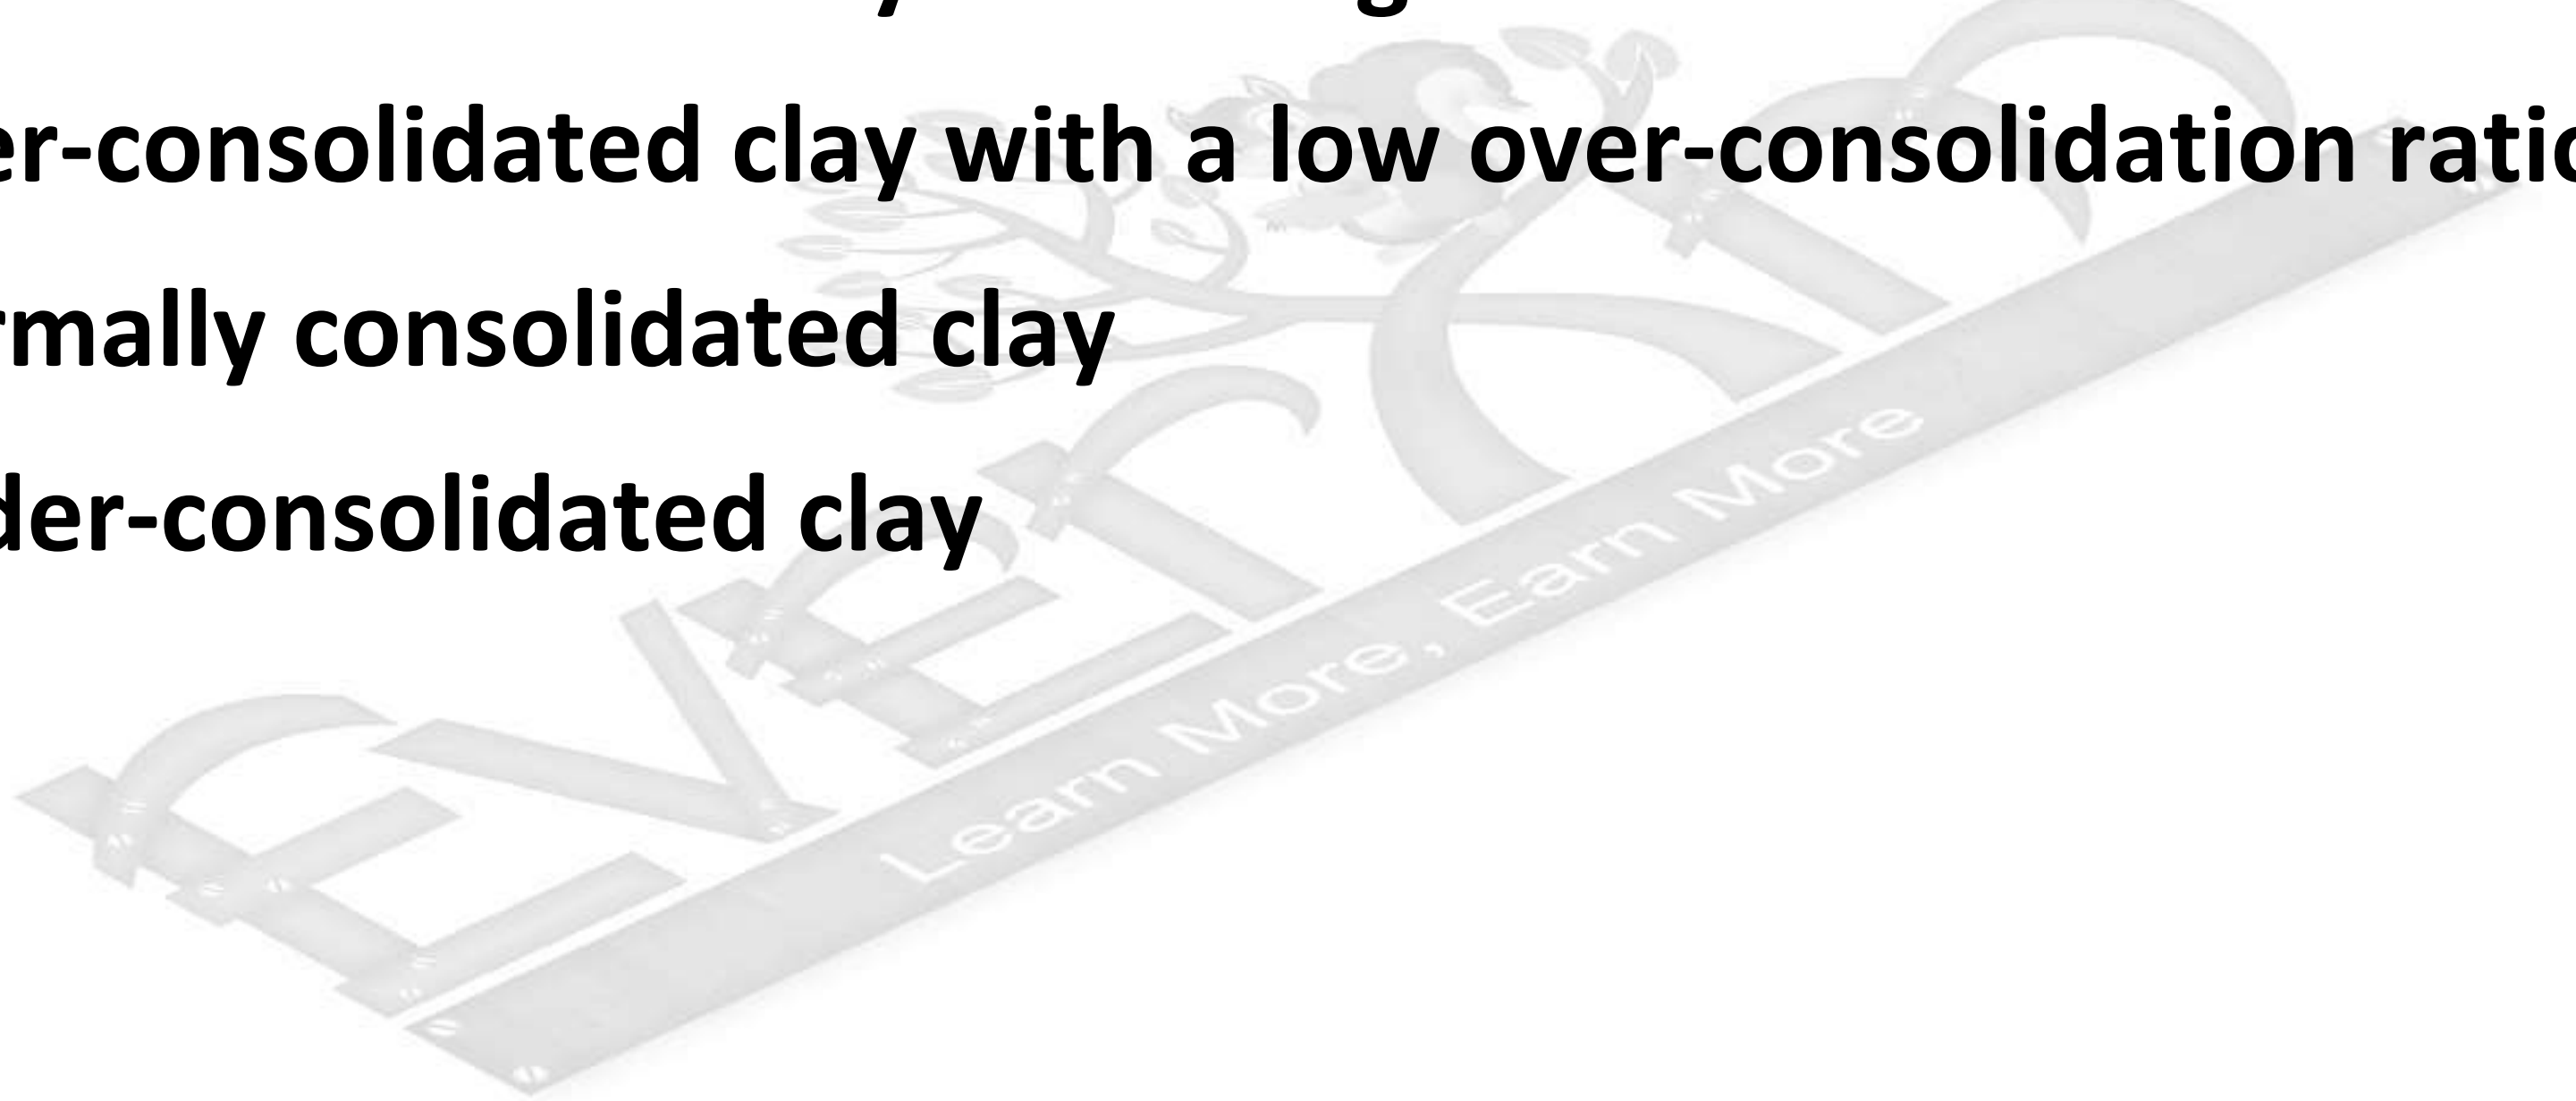 er-consolidated clay with a low over-consolidation ratio
rmally consolidated clay
der-consolidated clay
Learn More, Earn More